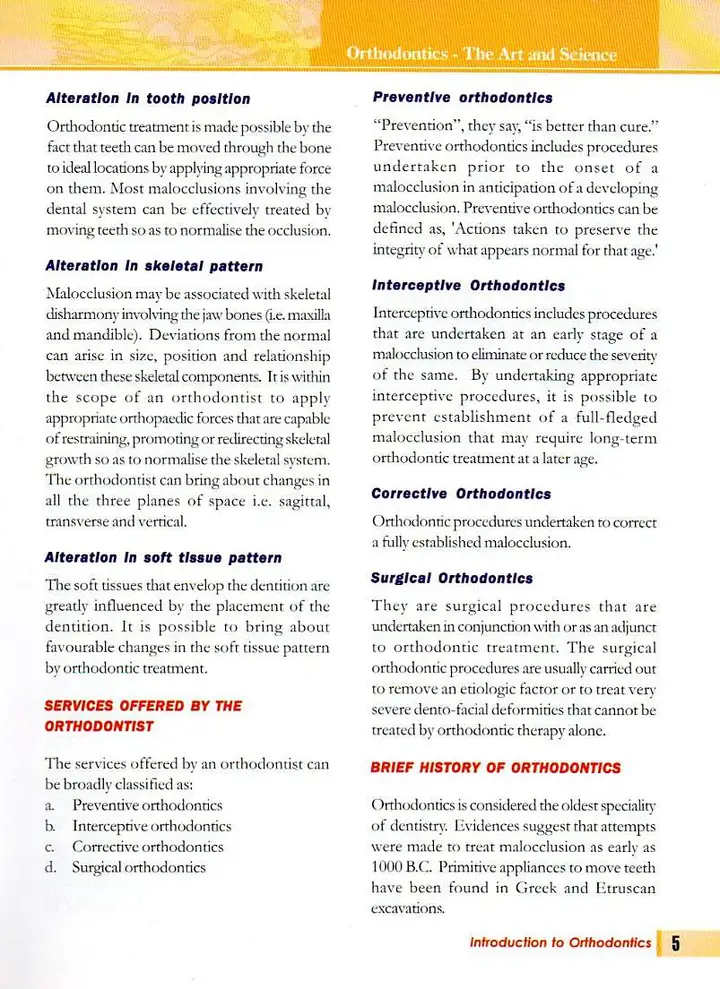 Orthodontics - The Art and Science
Alteration in tooth position
Orthodontic treatment is made possible by the
fact that teeth can be moved through the bone
to ideal locations by applying appropriate force
on them. Most malocclusions involving the
dental system can be effectively treated by
moving teeth so as to normalise the occlusion.
Alteration in skeletal pattern
Malocclusion may be associated with skeletal
disharmony involving the jaw bones (i.e. maxilla
and mandible). Deviations from the normal
can arise in size, position and relationship
between these skeletal components. It is within
the scope of an orthodontist to apply
appropriate orthopaedic forces that are capable
of restraining, promoting or redirecting skeletal
growth so as to normalise the skeletal system.
The orthodontist can bring about changes in
all the three planes of space i.e. sagittal,
transverse and vertical.
Alteration in soft tissue pattern
The soft tissues that envelop the dentition are
greatly influenced by the placement of the
dentition. It is possible to bring about
favourable changes in the soft tissue pattern
by orthodontic treatment.
SERVICES OFFERED BY THE
ORTHODONTIST
The services offered by an orthodontist can
be broadly classified as:
a. Preventive orthodontics
b. Interceptive orthodontics
c. Corrective orthodontics
d. Surgical orthodontics
Preventive orthodontics
“Prevention”, they say, “is better than cure.”
Preventive orthodontics includes procedures
undertaken prior to the onset of a
malocclusion in anticipation of a developing
malocclusion. Preventive orthodontics can be
defined as, 'Actions taken to preserve the
integrity of what appears normal for that age.'
Interceptive Orthodontics
Interceptive orthodontics includes procedures
that are undertaken at an early stage of a
malocclusion to eliminate or reduce the severity
of the same. By undertaking appropriate
interceptive procedures, it is possible to
prevent establishment of a full-fledged
malocclusion that may require long-term
orthodontic treatment at a later age.
Corrective Orthodontics
Orthodontic procedures undertaken to correct
a fully established malocclusion.
Surgical Orthodontics
They are surgical procedures that are
undertaken in conjunction with or as an adjunct
to orthodontic treatment. The surgical
orthodontic procedures are usually carried out
to remove an etiologic factor or to treat very
severe dento-facial deformities that cannot be
treated by orthodontic therapy alone.
BRIEF HISTORY OF ORTHODONTICS
Orthodontics is considered the oldest speciality
of dentistry. Evidences suggest that attempts
were made to treat malocclusion as early as
1000 B.C. Primitive appliances to move teeth
have been found in Greek and Etruscan
excavations.
Introduction to Orthodontics 5